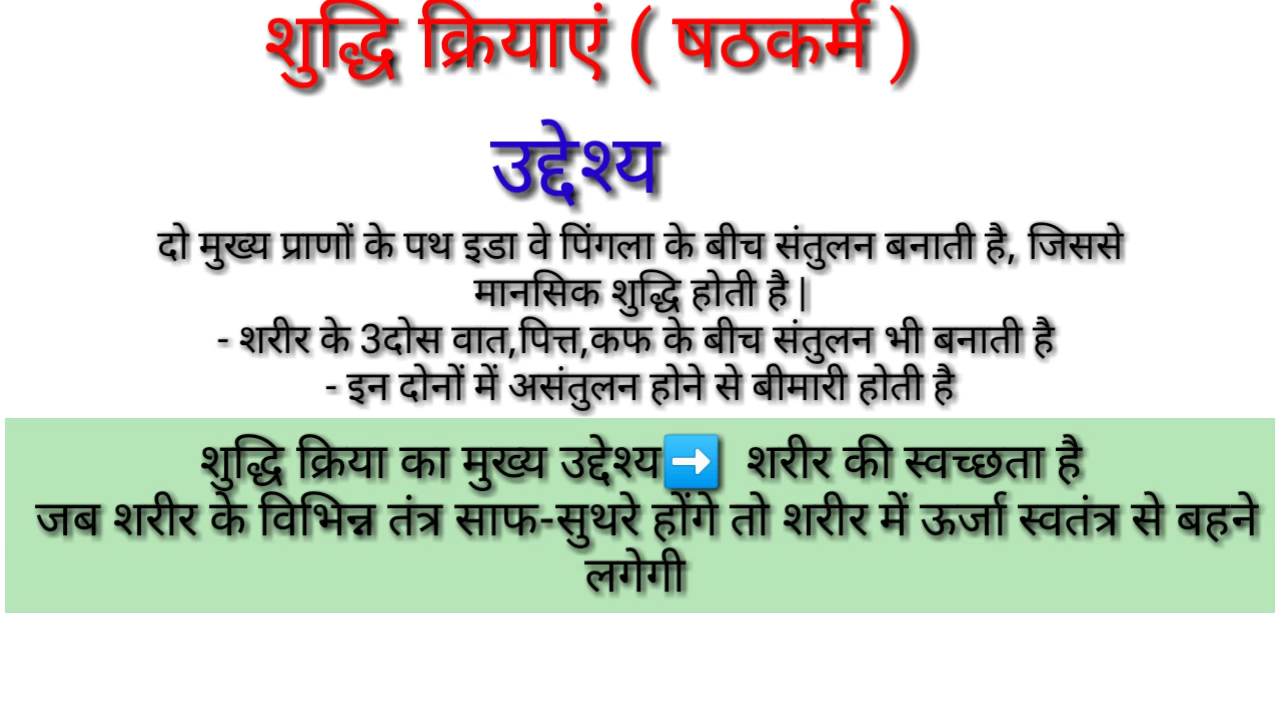 शुद्धि क्रियाएं ( षठकर्म )
उद्देश्य
दो मुख्य प्राणों के पथ इडा वे पिंगला के बीच संतुलन बनाती है, जिससे
मानसिक शुद्धि होती है |
- शरीर के 3दोस वात,पित्त,कफ के बीच संतुलन भी बनाती है
- इन दोनों में असंतुलन होने से बीमारी होती है
शुद्धि क्रिया का मुख्य उद्देश्य➡️ शरीर की स्वच्छता है
जब शरीर के विभिन्न तंत्र साफ-सुथरे होंगे तो शरीर में ऊर्जा स्वतंत्र से बहने
लगेगी